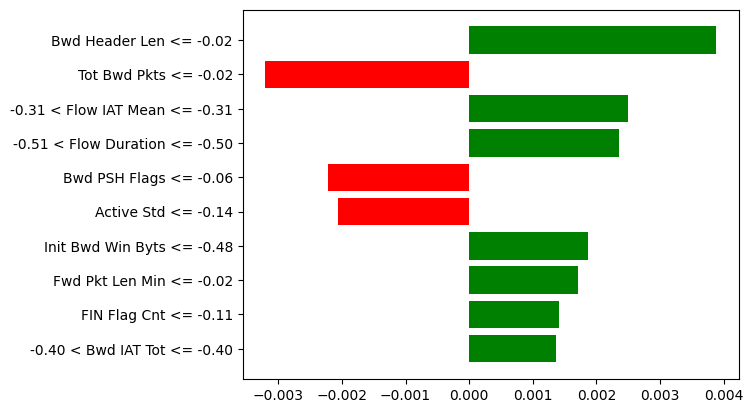 Bwd Header Len <= -0.02
Tot Bwd Pkts <= -0.02
-0.31 < Flow IAT Mean <= -0.31
-0.51 < Flow Duration <= -0.50
Bwd PSH Flags <= -0.06
Active Std <= -0.14
Init Bwd Win Byts <= -0.48
Fwd Pkt Len Min <= -0.02
FIN Flag Cnt <= -0.11
-0.40 < Bwd IAT Tot <= -0.40
−0.003 −0.002 −0.001 0.000 0.001 0.002 0.003 0.004